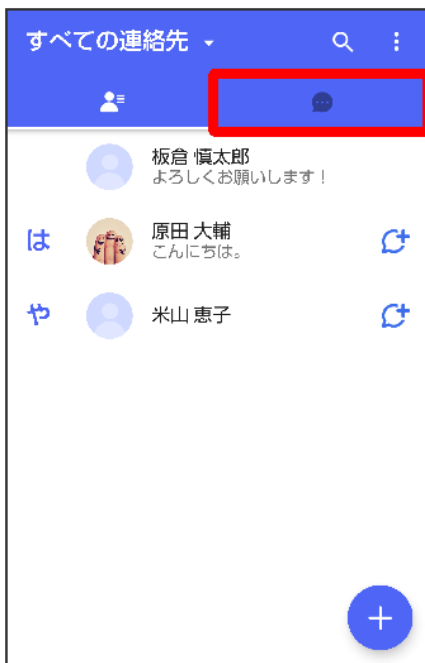 すべての連絡先
板倉 慎太郎
よろしくお願いします！
は
原田 大輔
こんにちは。
や
米山 恵子